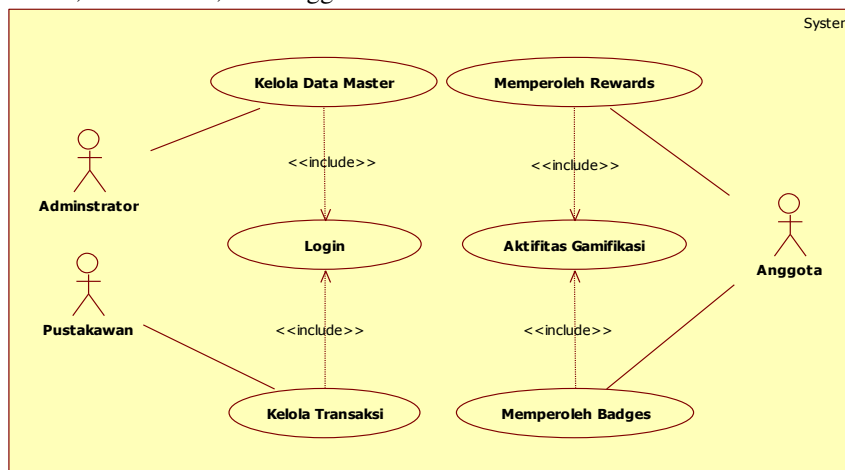 System
Kelola Data Master
Memperoleh Rewards
<<include>>
<<include>>
Adminstrator
Login
Aktifitas Gamifikasi
Anggota
Pustakawan
<<include>>
<<include>>
Kelola Transaksi
Memperoleh Badges